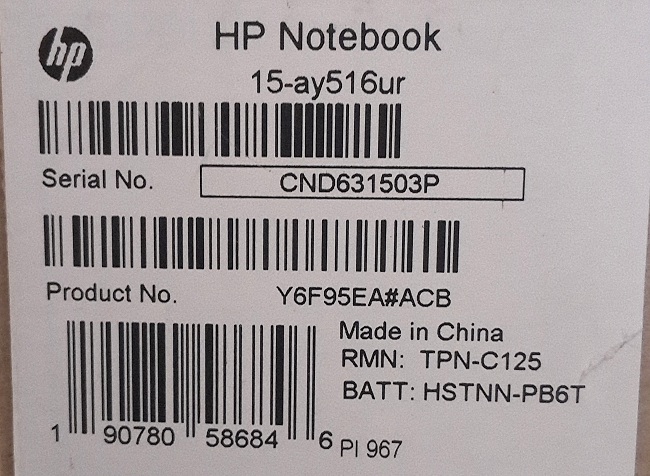 hp
HP Notebook
15-ay516ur
Serial No. CND631503P
Product No. Y6F95EA#ACB
Made in China
RMN: TPN-C125
BATT: HSTNN-PB6T
1 90780 58684 6 PI 967